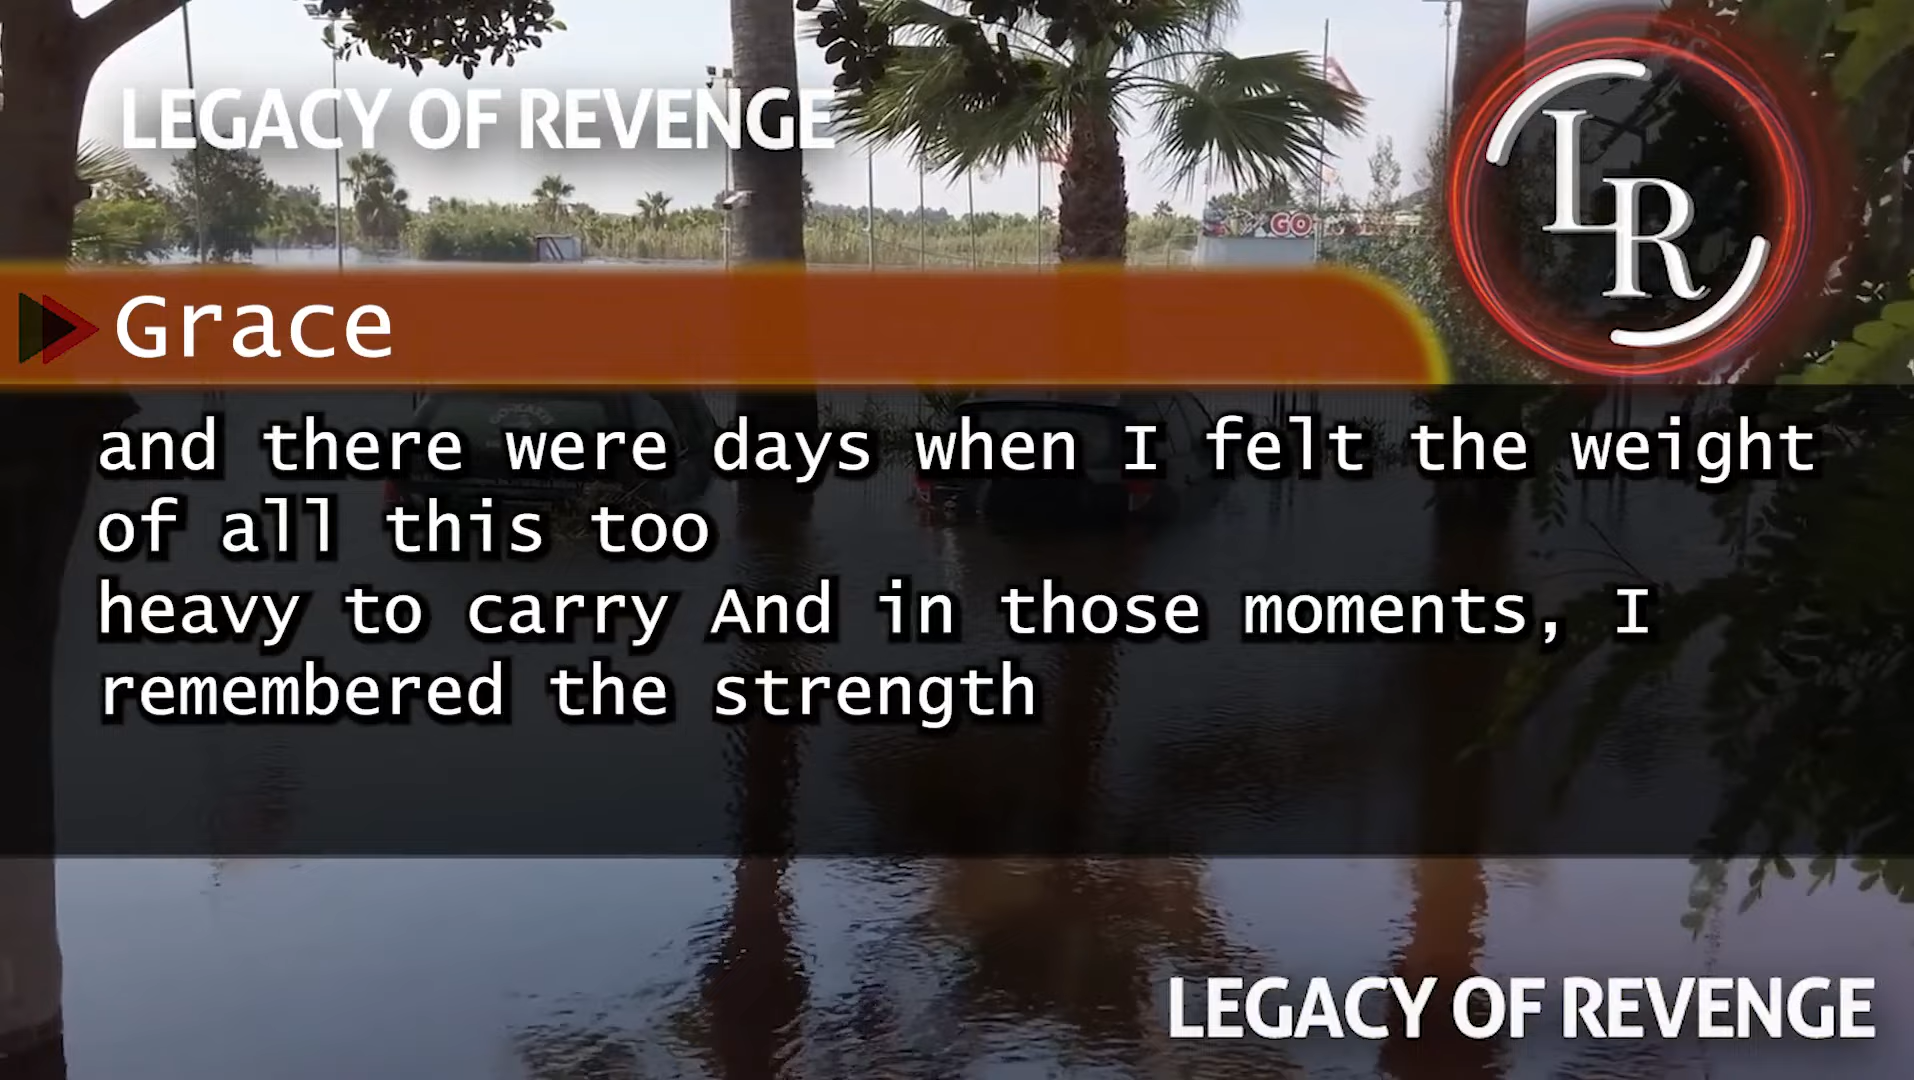 LEGACY OF REVENGE
LR
GO
Grace
and there were days when I felt the weight
of all this too
heavy to carry And in those moments, I
remembered the strength
LEGACY OF REVENGE